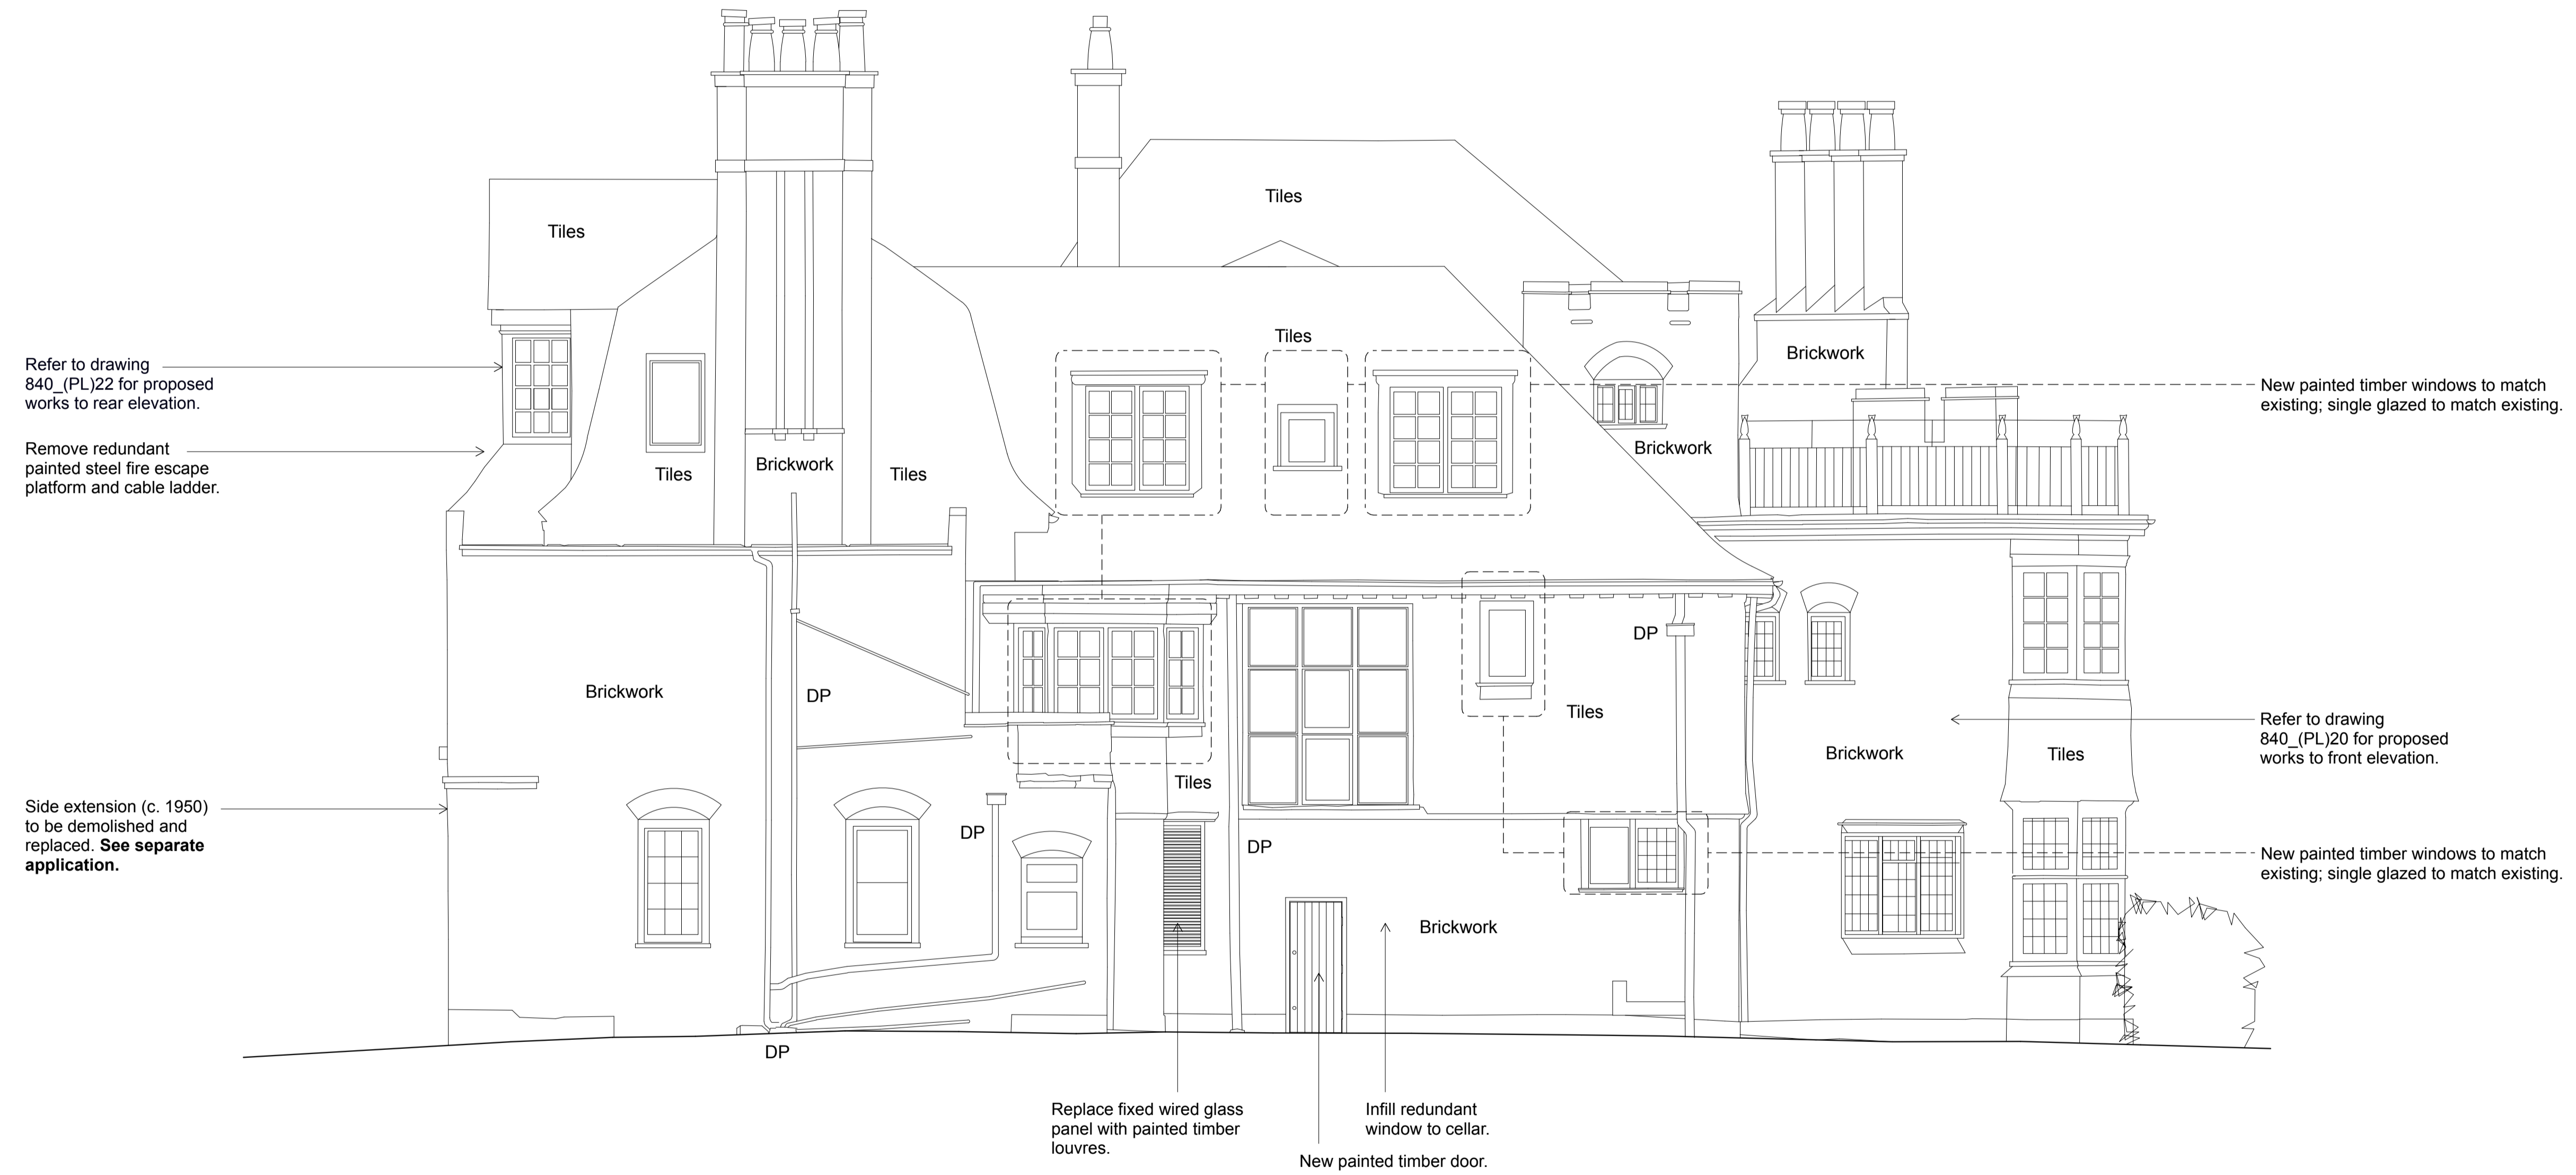 Tiles
Tiles
Tiles
Brickwork
Refer to drawing
840_(PL)22 for proposed
works to rear elevation.
New painted timber windows to match
existing; single glazed to match existing.
Remove redundant
painted steel fire escape
platform and cable ladder.
Tiles
Brickwork
Tiles
Brickwork
DP
Brickwork
DP
Tiles
Refer to drawing
840_(PL)20 for proposed
works to front elevation.
Brickwork
Tiles
Tiles
Side extension (c. 1950)
to be demolished and
replaced. See separate
application.
DP
DP
New painted timber windows to match
existing; single glazed to match existing.
Brickwork
DP
Replace fixed wired glass
panel with painted timber
louvres.
Infill redundant
window to cellar.
New painted timber door.